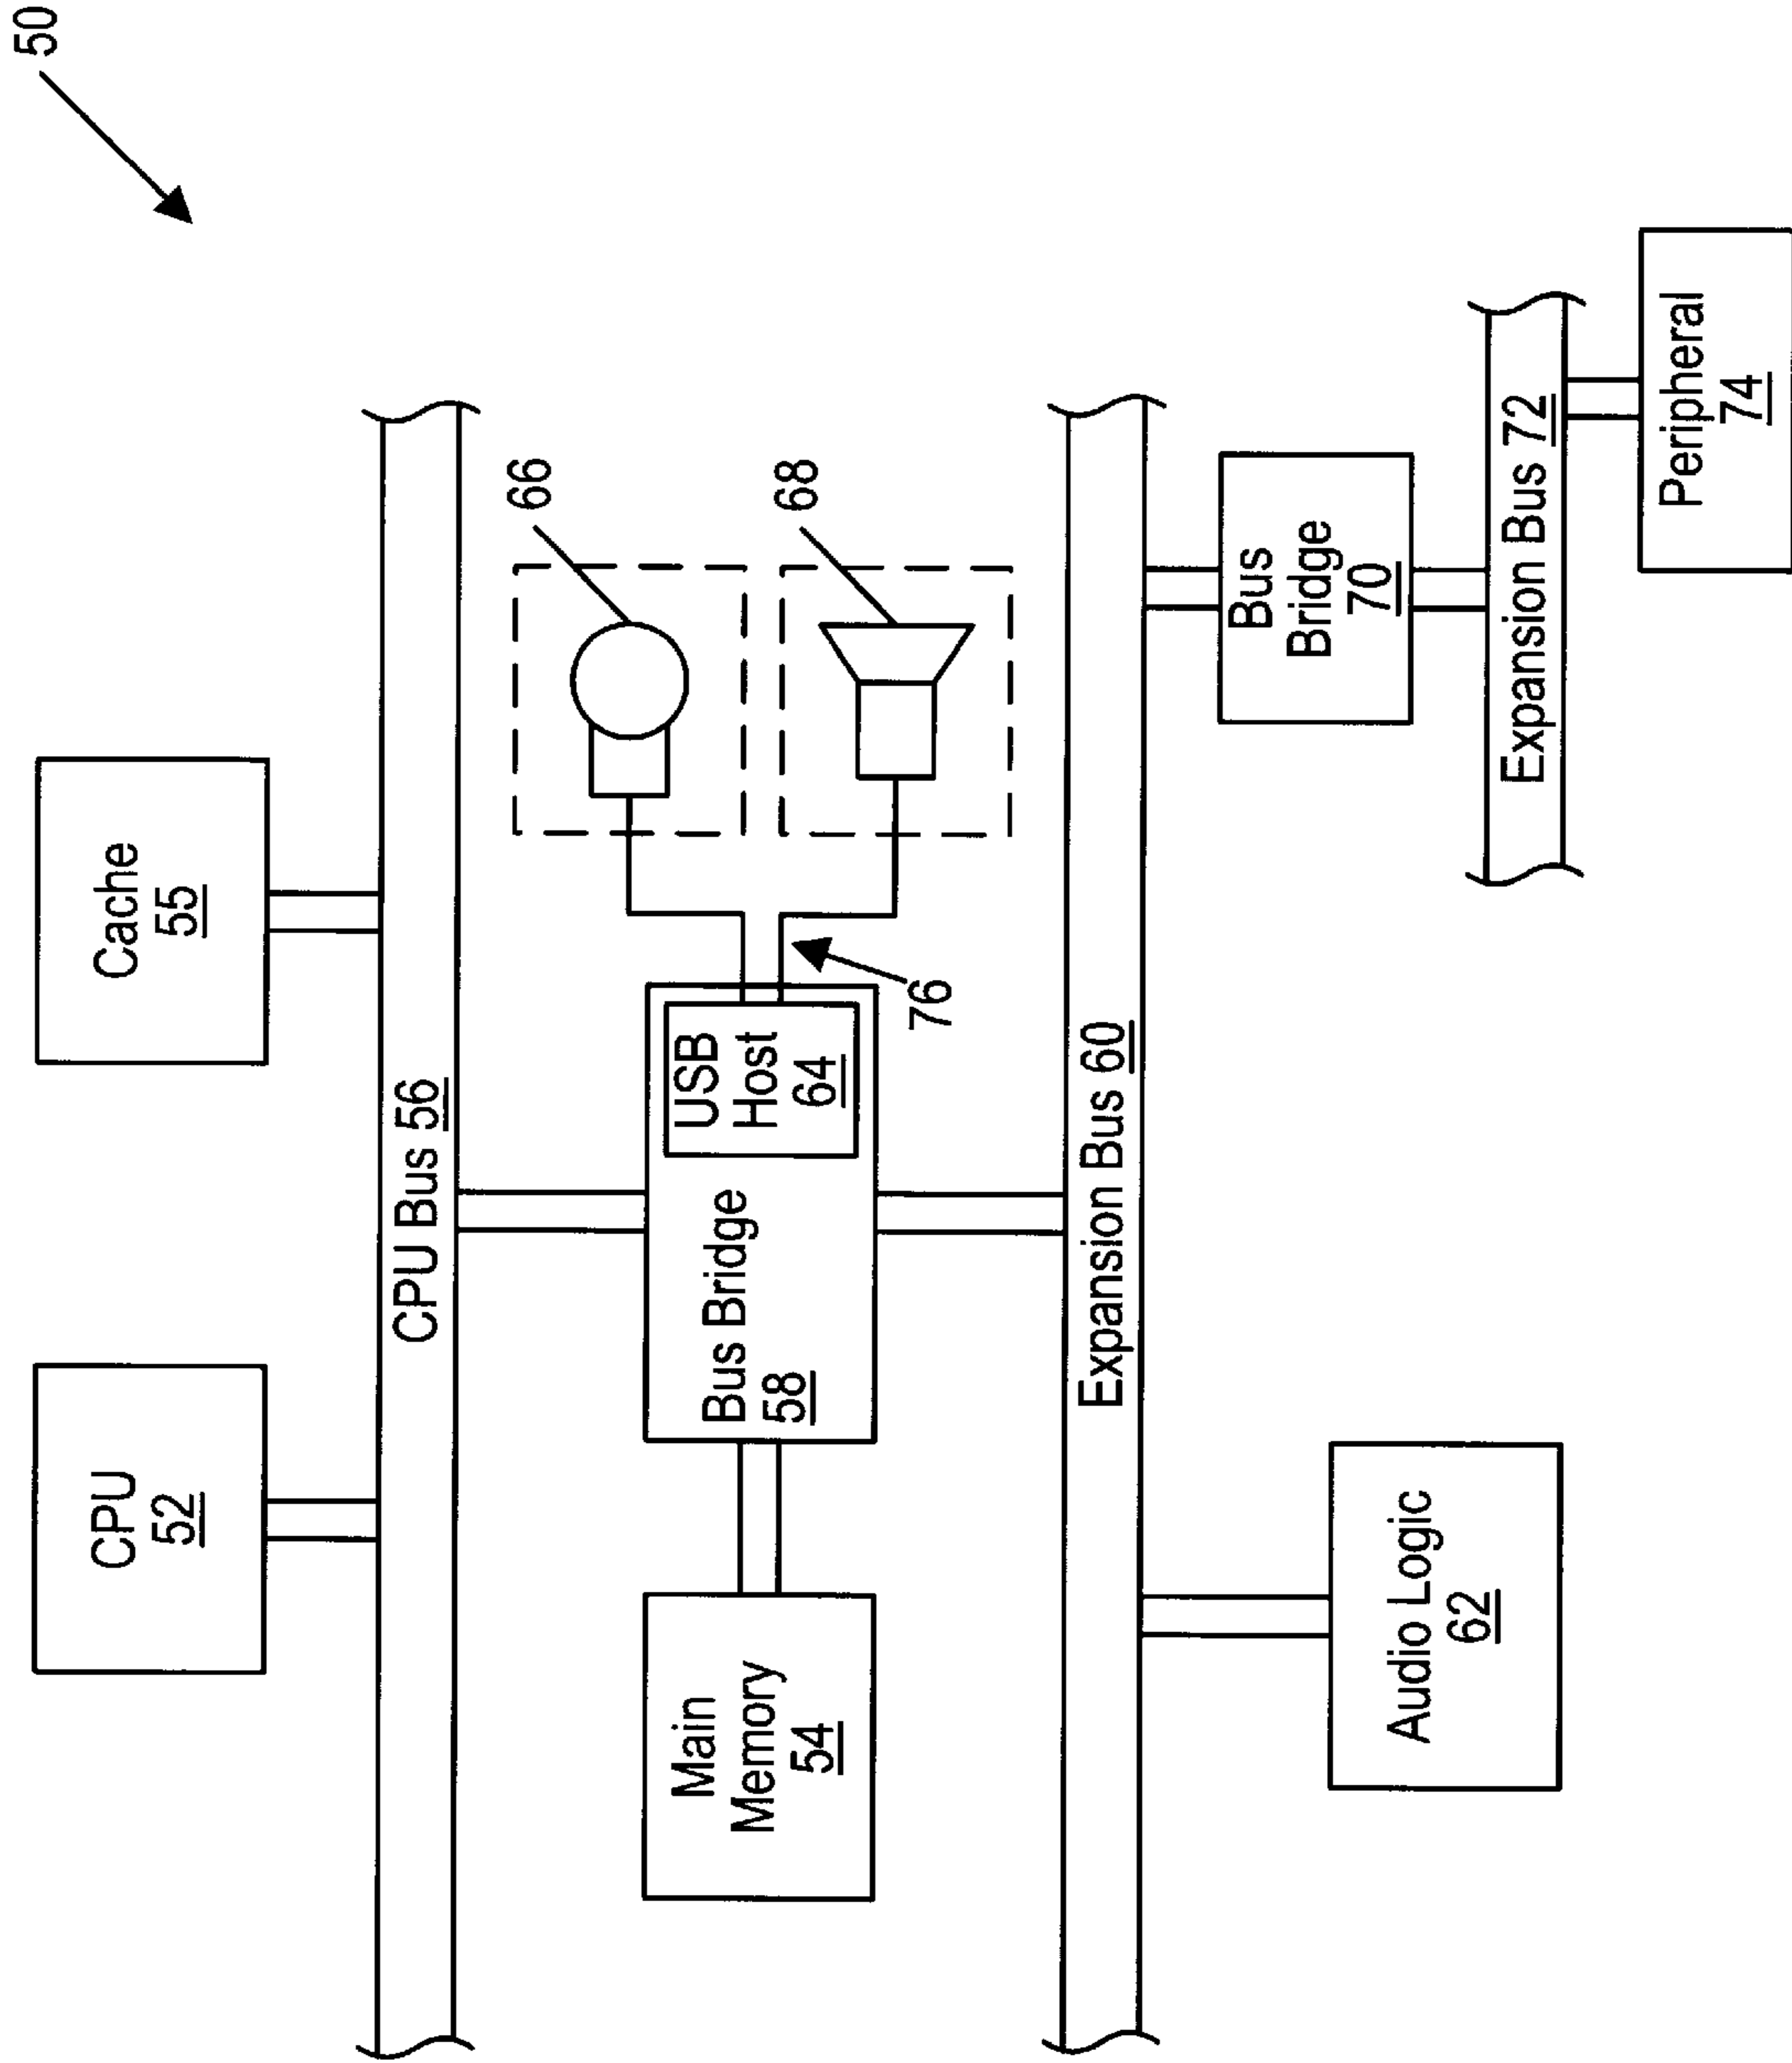 50
CPU
52
Cache
55
CPU Bus 56
66
Main
Memory
54
Bus Bridge
58
USB
Host
64
76
68
Expansion Bus 60
Audio Logic
62
Bus
Bridge
70
Expansion Bus 72
Peripheral
74